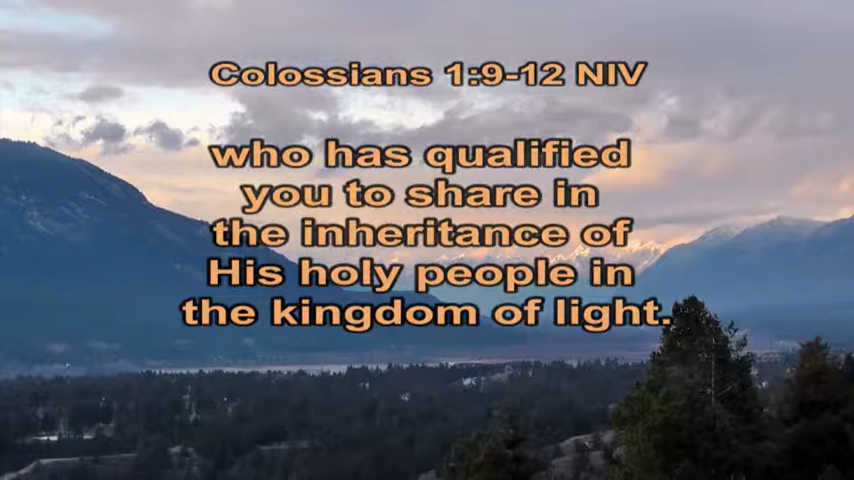 Colossians 1:9-12 NIV
who has qualified
you to share in
the inheritance of
His holy people in
the kingdom of light.